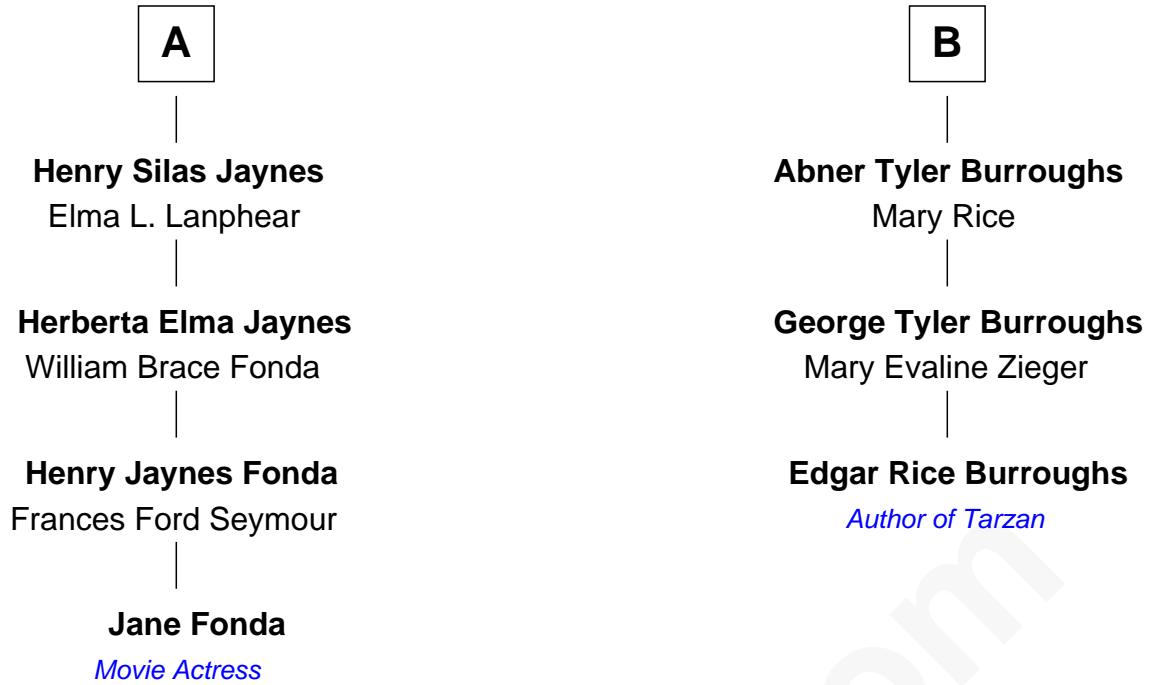 A
Henry Silas Jaynes
Elma L. Lanphear
Herberta Elma Jaynes
William Brace Fonda
Henry Jaynes Fonda
Frances Ford Seymour
Jane Fonda
Movie Actress
B
Abner Tyler Burroughs
Mary Rice
George Tyler Burroughs
Mary Evaline Zieger
Edgar Rice Burroughs
Author of Tarzan
om